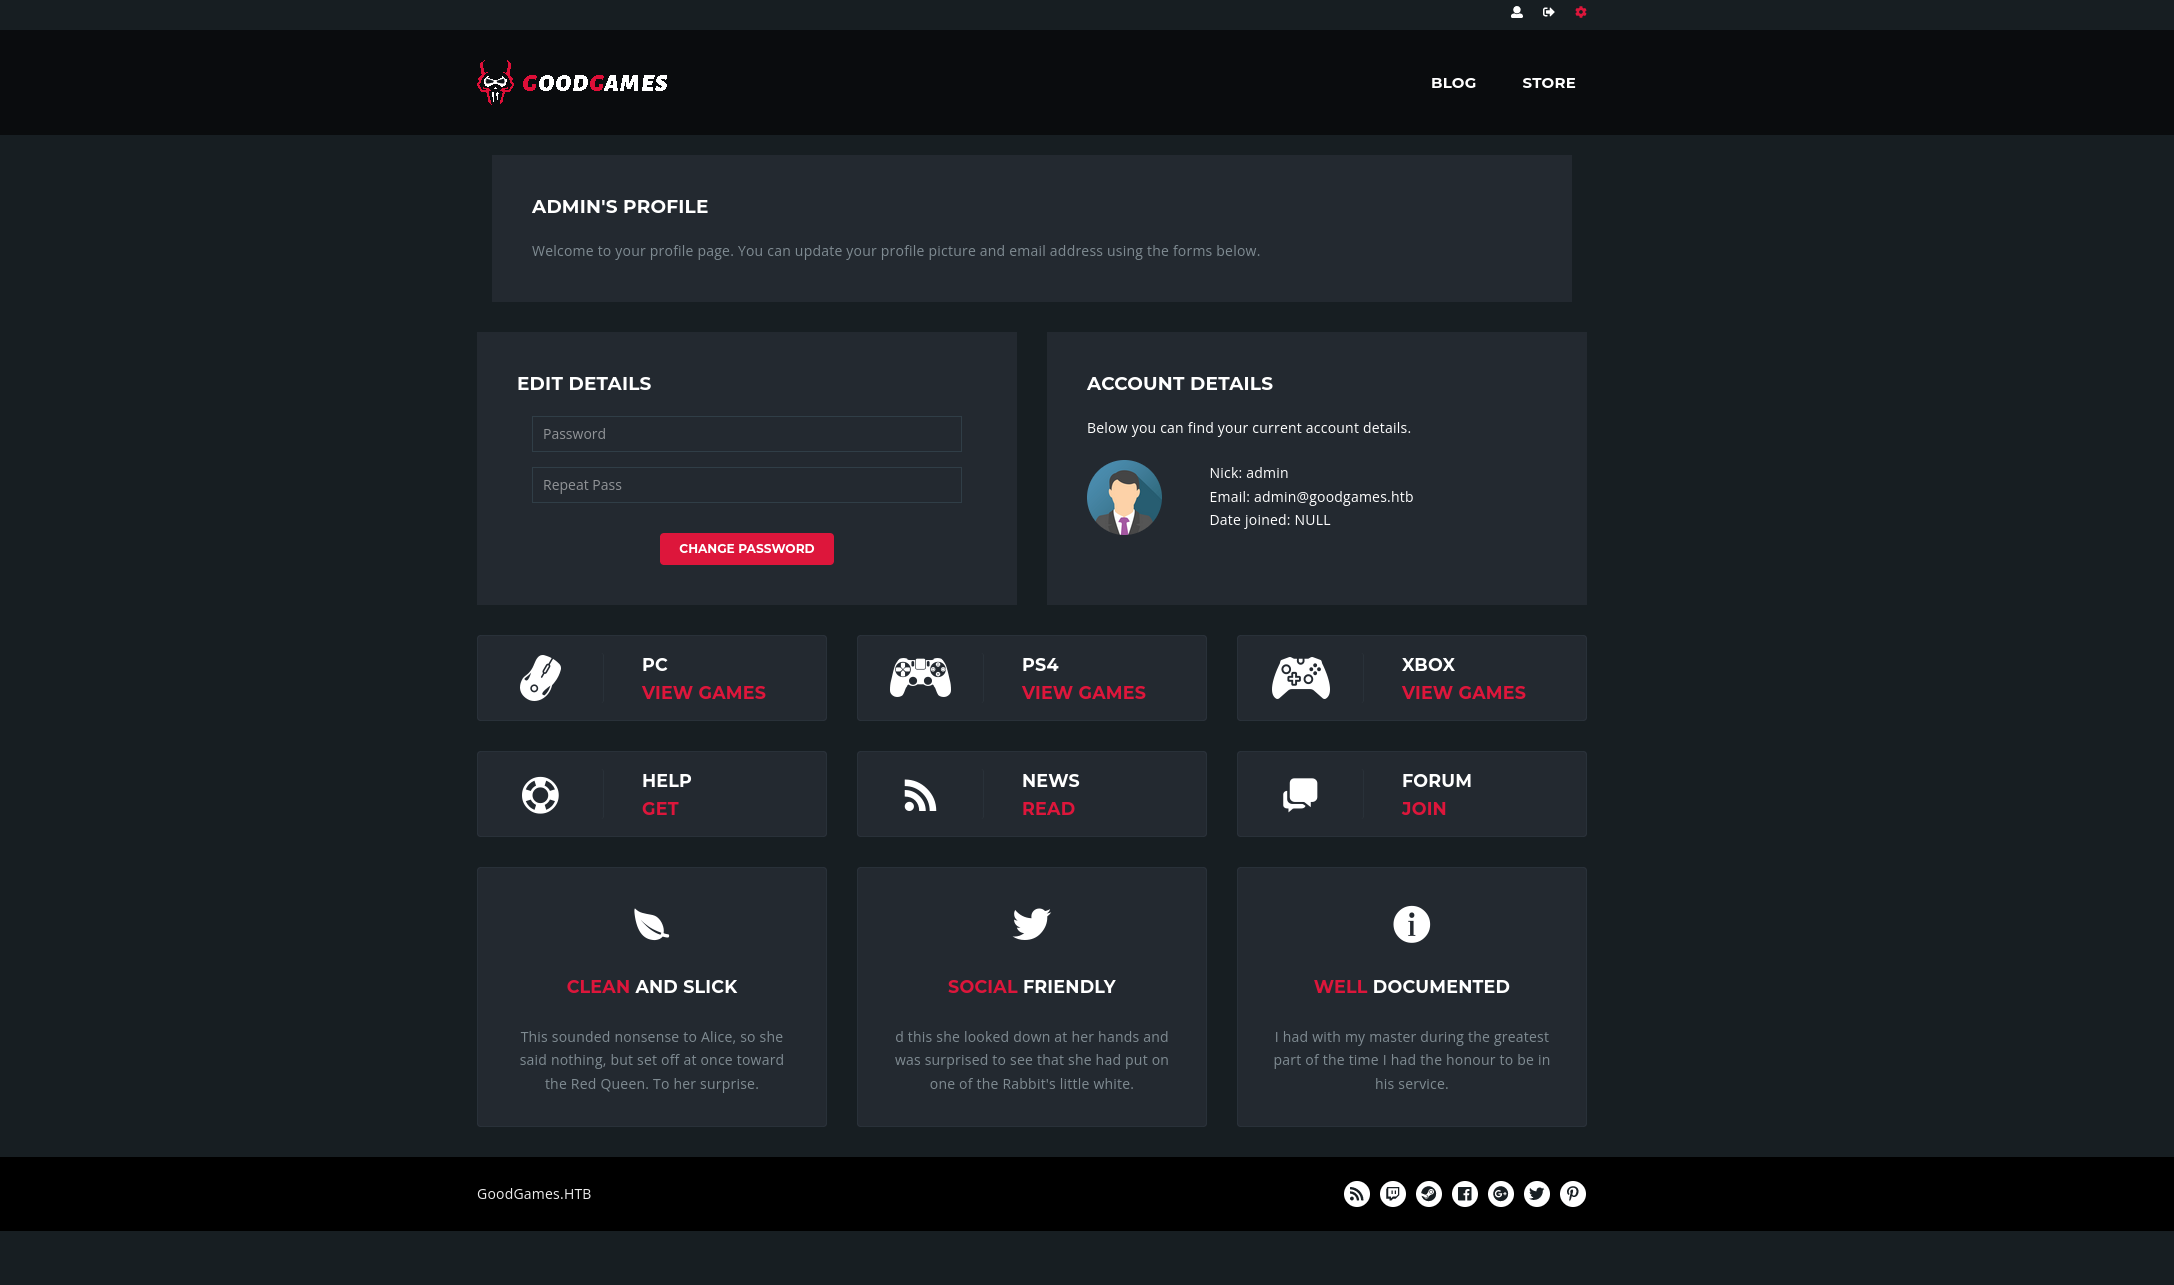 GOODGAMES
BLOG STORE
ADMIN'S PROFILE
Welcome to your profile page. You can update your profile picture and email address using the forms below.
EDIT DETAILS
Password
Repeat Pass
CHANGE PASSWORD
ACCOUNT DETAILS
Below you can find your current account details.
Nick: admin
Email: admin@goodgames.htb
Date joined: NULL
PC
VIEW GAMES
PS4
VIEW GAMES
XBOX
VIEW GAMES
HELP
GET
NEWS
READ
FORUM
JOIN
CLEAN AND SLICK
This sounded nonsense to Alice, so she
said nothing, but set off at once toward
the Red Queen. To her surprise.
SOCIAL FRIENDLY
d this she looked down at her hands and
was surprised to see that she had put on
one of the Rabbit's little white.
WELL DOCUMENTED
I had with my master during the greatest
part of the time I had the honour to be in
his service.
GoodGames.HTB